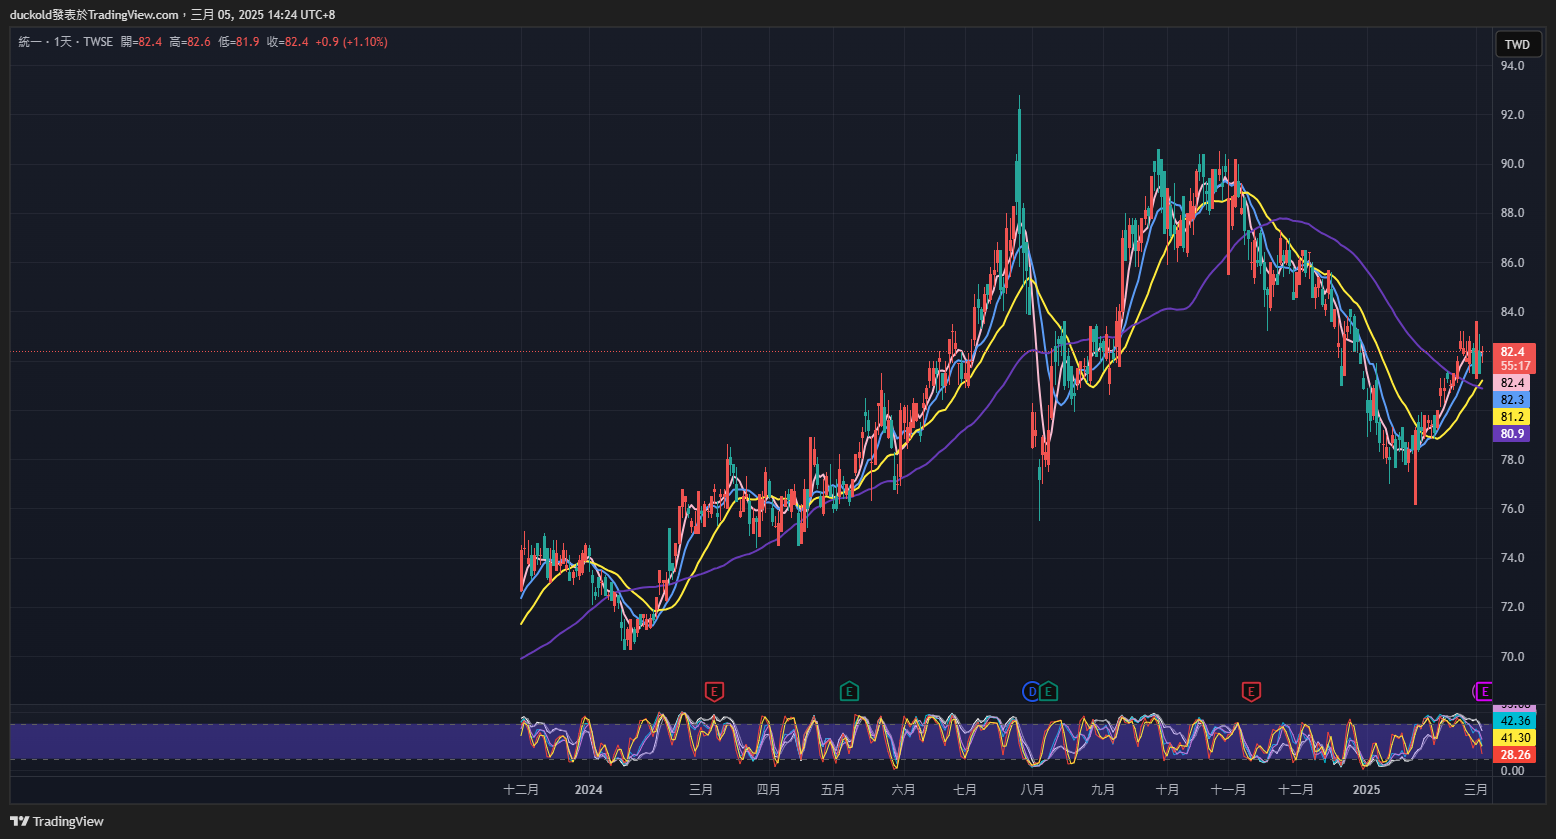 duckold發表於TradingView.com，三月 05, 2025 14:24 UTC+8
統一 · 1天 · TWSE 開=82.4 高=82.6 低=81.9 收=82.4 +0.9 (+1.10%)
TWD
94.0
92.0
90.0
88.0
86.0
84.0
82.4
55:17
82.4
82.3
81.2
80.9
78.0
76.0
74.0
72.0
70.0
E
E
D
E
E
E
42.36
41.30
28.26
0.00
十二月 2024 三月 四月 五月 六月 七月 八月 九月 十月 十一月 十二月 2025 三月
TradingView